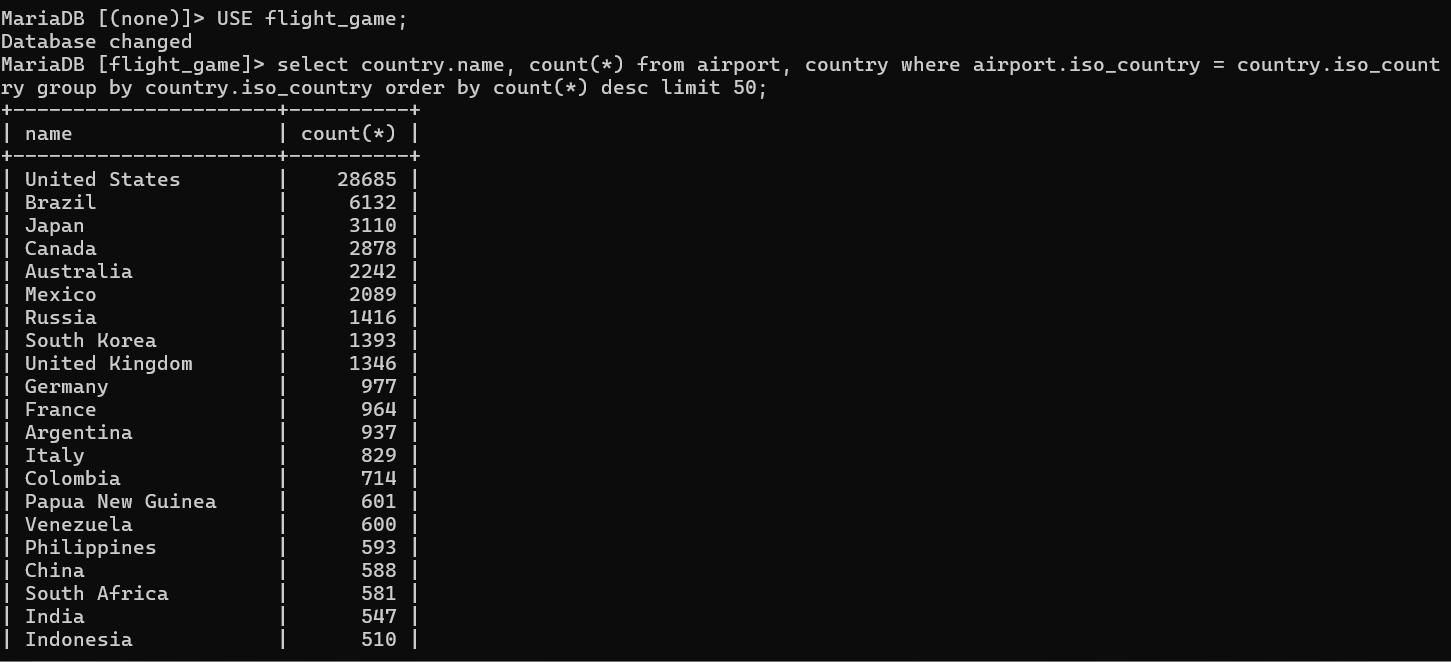 MariaDB [(none)]> USE flight_game;
Database changed
MariaDB [flight_game]> select country.name, count(*) from airport, country where airport.iso_country = country.iso_count
ry group by country.iso_country order by count(*) desc limit 50;
+----------------------+----------+
| name                 | count(*) |
+----------------------+----------+
| United States        |    28685 |
| Brazil               |     6132 |
| Japan                |     3110 |
| Canada               |     2878 |
| Australia            |     2242 |
| Mexico               |     2089 |
| Russia               |     1416 |
| South Korea          |     1393 |
| United Kingdom       |     1346 |
| Germany              |      977 |
| France               |      964 |
| Argentina            |      937 |
| Italy                |      829 |
| Colombia             |      714 |
| Papua New Guinea     |      601 |
| Venezuela            |      600 |
| Philippines          |      593 |
| China                |      588 |
| South Africa         |      581 |
| India                |      547 |
| Indonesia            |      510 |